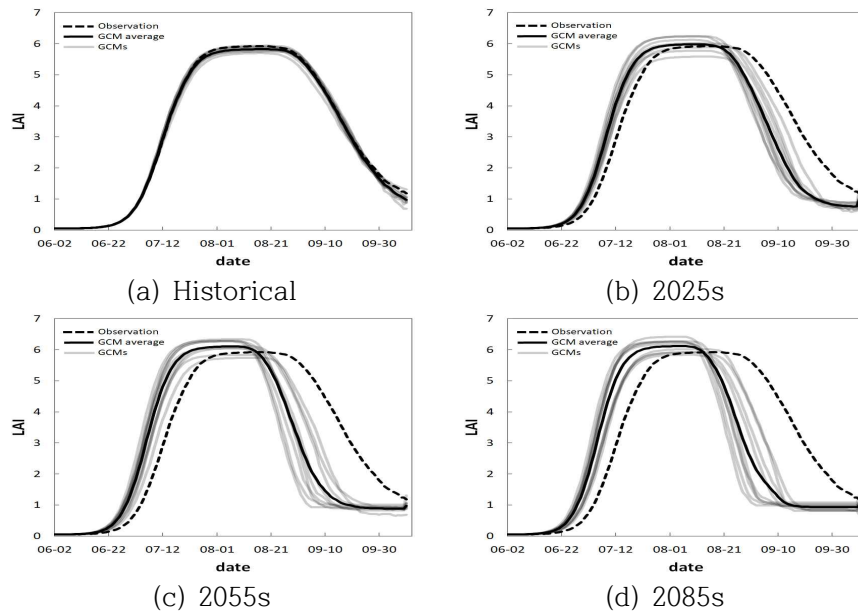 7
6
5
4
3
2
1
0
LAI
Observation
GCM average
GCMs
06-02 06-22 07-12 08-01 08-21 09-10 09-30
date
(a) Historical
7
6
5
4
3
2
1
0
LAI
Observation
GCM average
GCMs
06-02 06-22 07-12 08-01 08-21 09-10 09-30
date
(b) 2025s
7
6
5
4
3
2
1
0
LAI
Observation
GCM average
GCMs
06-02 06-22 07-12 08-01 08-21 09-10 09-30
date
(c) 2055s
7
6
5
4
3
2
1
0
LAI
Observation
GCM average
GCMs
06-02 06-22 07-12 08-01 08-21 09-10 09-30
date
(d) 2085s